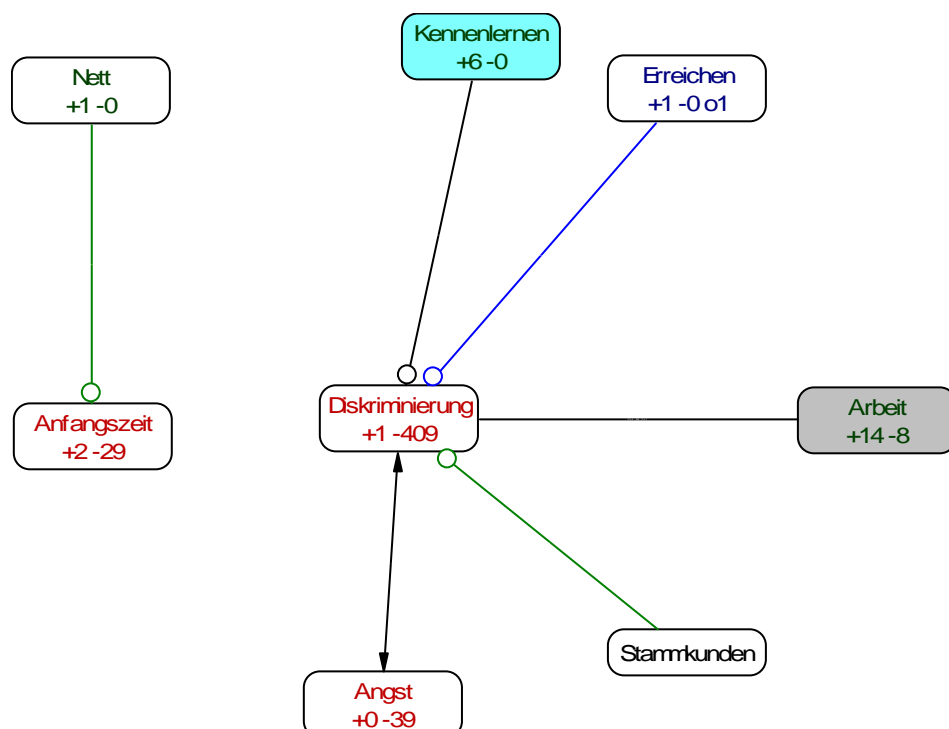 Kennenlernen
+6 -0
Nett
+1 -0
Erreichen
+1 -0 o1
Diskriminierung
+1 -409
Arbeit
+14 -8
Anfangszeit
+2 -29
Stammkunden
Angst
+0 -39